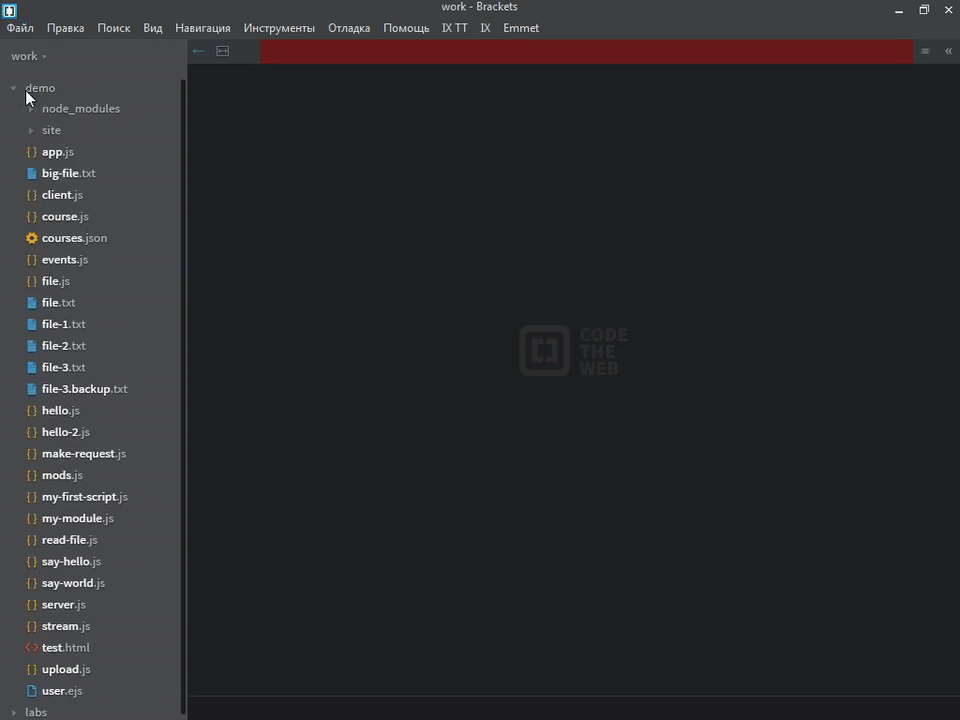 work - Brackets
Файл Правка Поиск Вид Навигация Инструменты Отладка Помощь IX TT IX Emmet
work
demo
node_modules
site
app.js
big-file.txt
client.js
course.js
courses.json
events.js
file.js
file.txt
file-1.txt
file-2.txt
file-3.txt
file-3.backup.txt
hello.js
hello-2.js
make-request.js
mods.js
my-first-script.js
my-module.js
read-file.js
say-hello.js
say-world.js
server.js
stream.js
test.html
upload.js
user.ejs
labs
CODE
THE
WEB